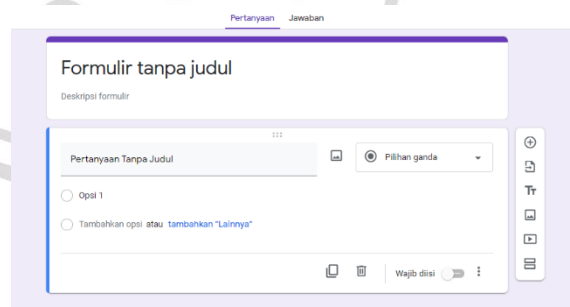 Pertanyaan Jawaban
Formulir tanpa judul
Deskripsi formulir
Pertanyaan Tanpa Judul
Pilihan ganda
Opsi 1
Tambahkan opsi atau tambahkan "Lainnya"
Wajib diisi
Tт